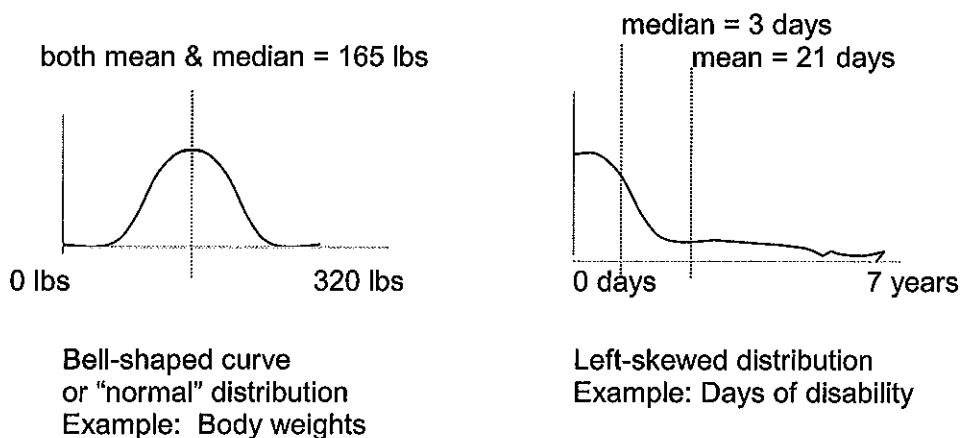 both mean & median = 165 lbs
0 lbs
320 lbs
Bell-shaped curve
or “normal” distribution
Example: Body weights
median = 3 days
mean = 21 days
0 days
7 years
Left-skewed distribution
Example: Days of disability